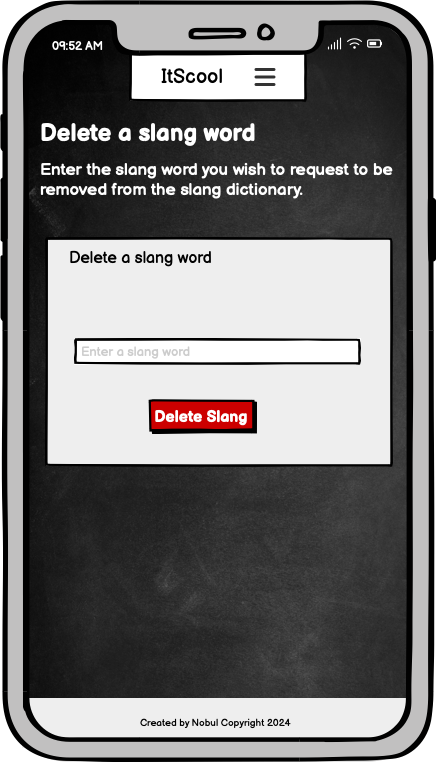 09:52 AM
ItScool
Delete a slang word
Enter the slang word you wish to request to be
removed from the slang dictionary.
Delete a slang word
Enter a slang word
Delete Slang
Created by Nobul Copyright 2024